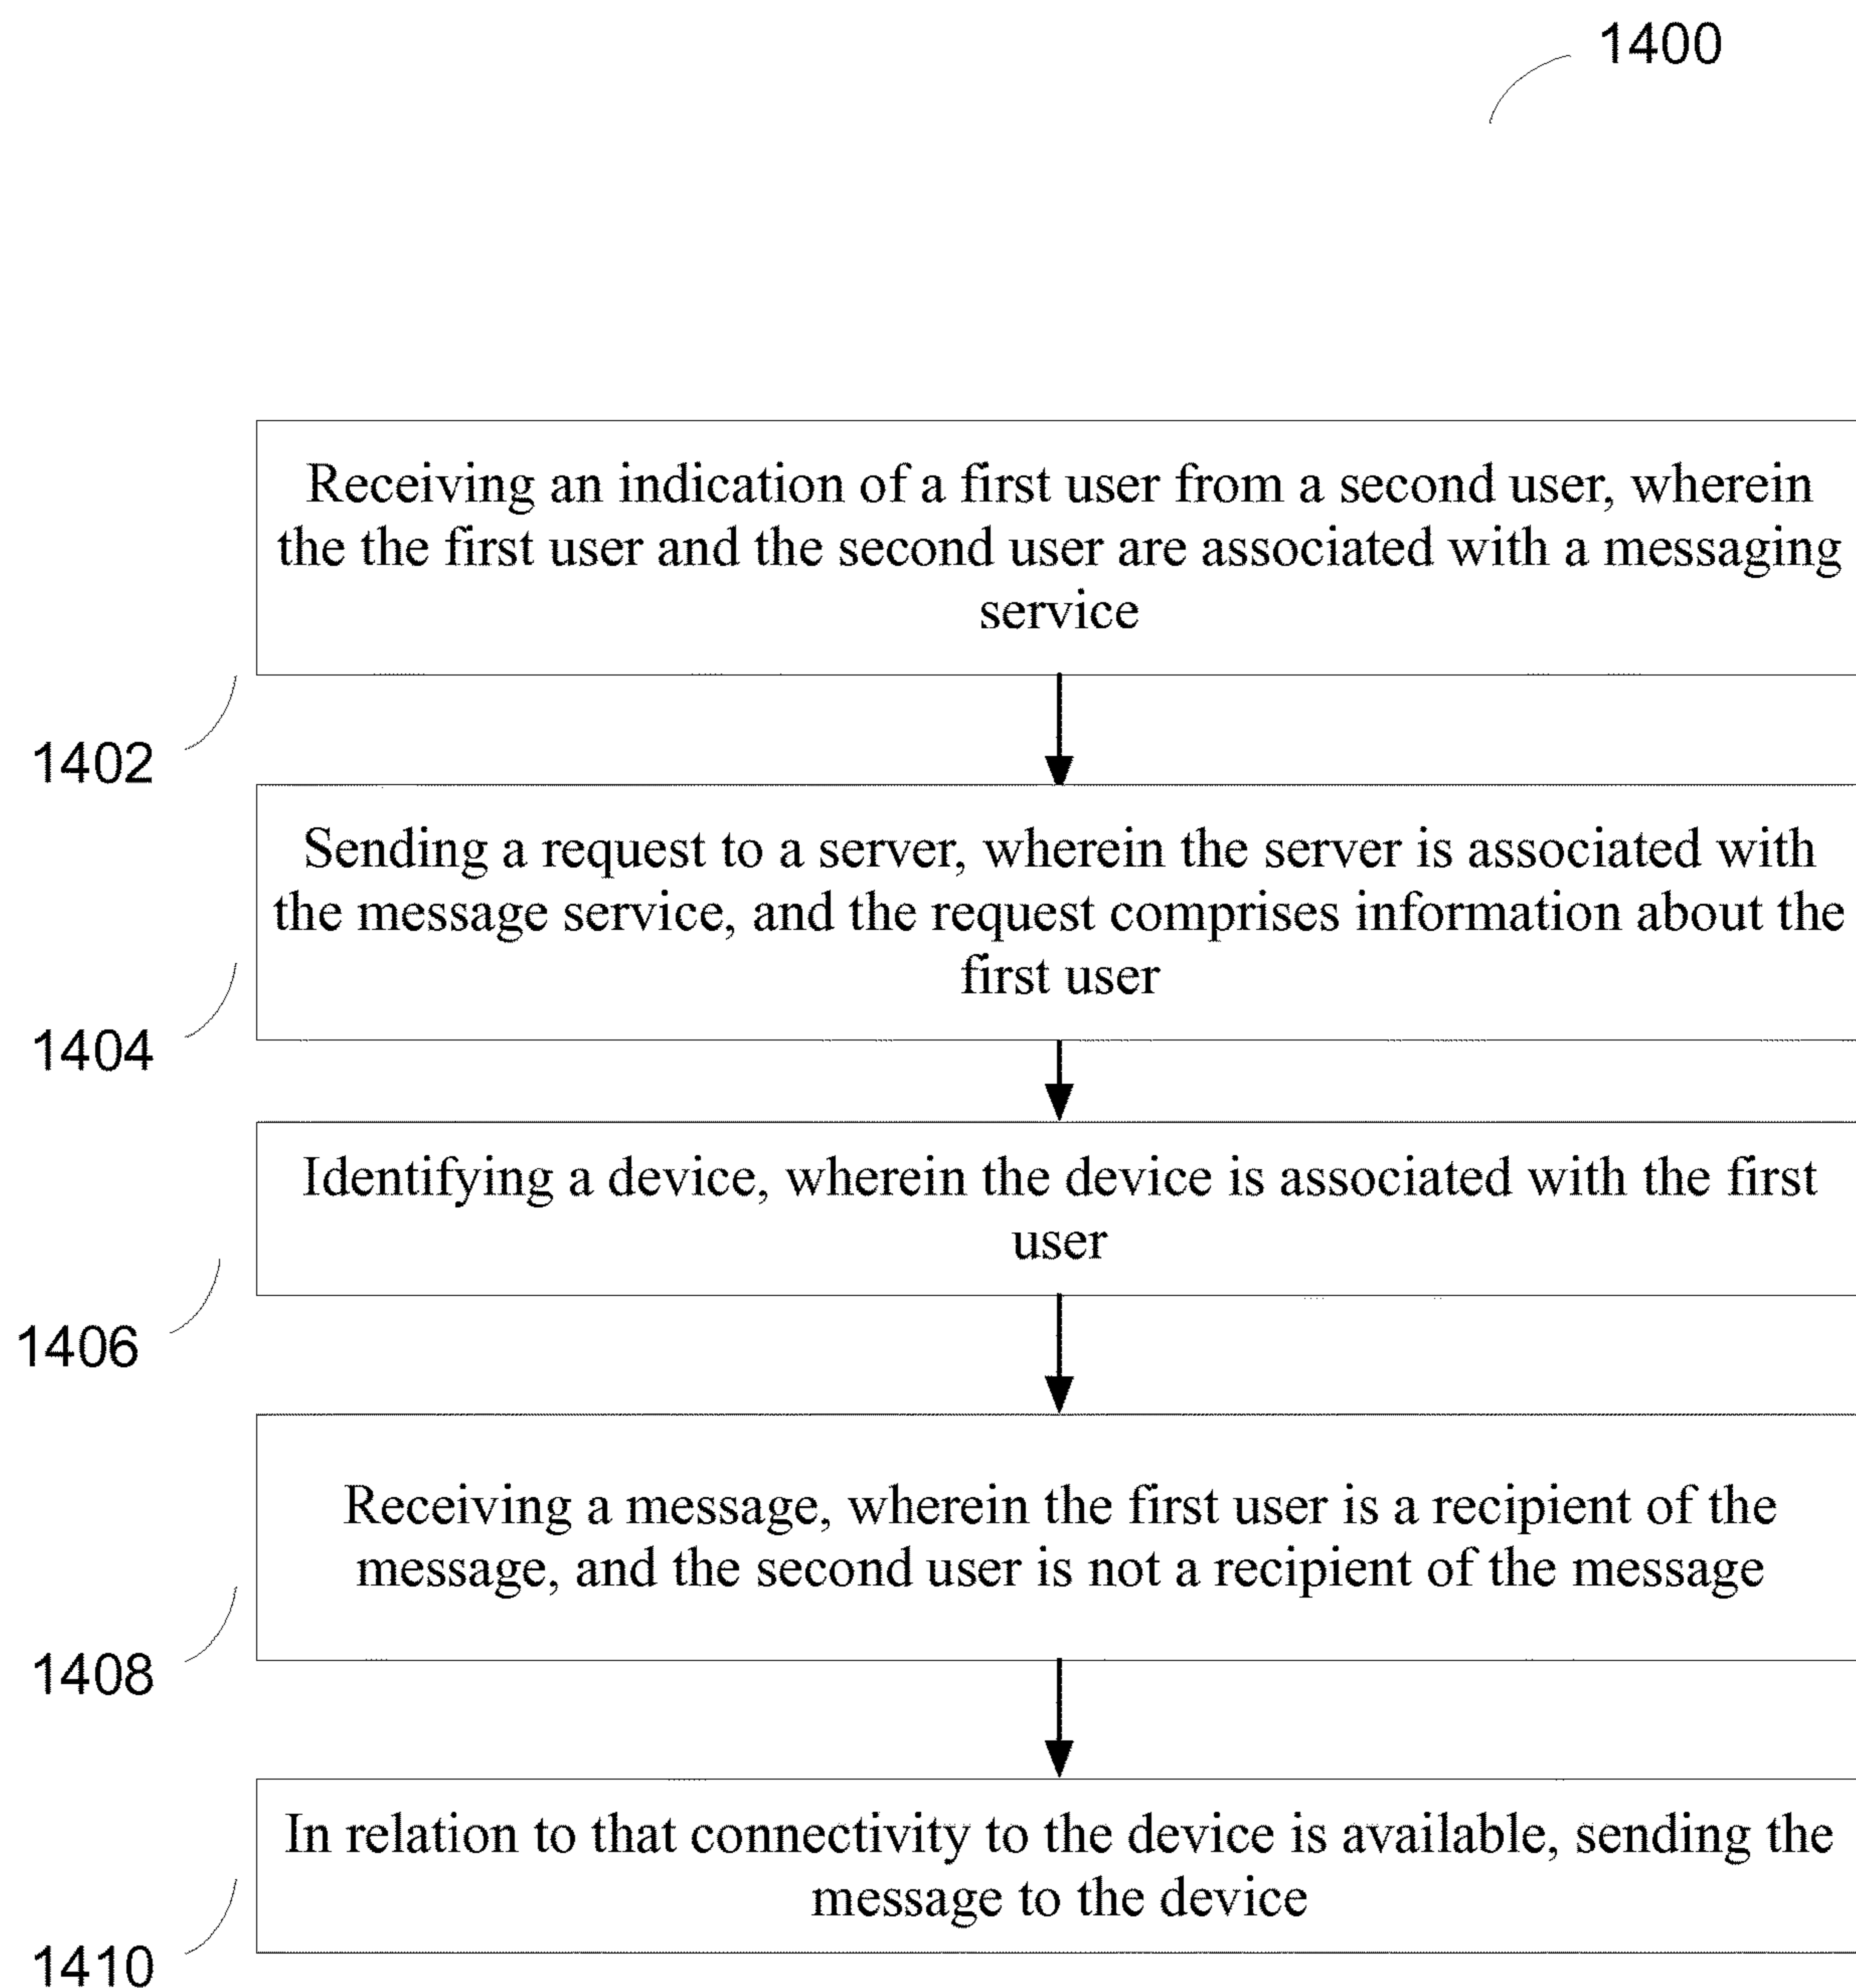 1400
Receiving an indication of a first user from a second user, wherein
the the first user and the second user are associated with a messaging
service
1402
Sending a request to a server, wherein the server is associated with
the message service, and the request comprises information about the
first user
1404
Identifying a device, wherein the device is associated with the first
user
1406
Receiving a message, wherein the first user is a recipient of the
message, and the second user is not a recipient of the message
1408
In relation to that connectivity to the device is available, sending the
message to the device
1410